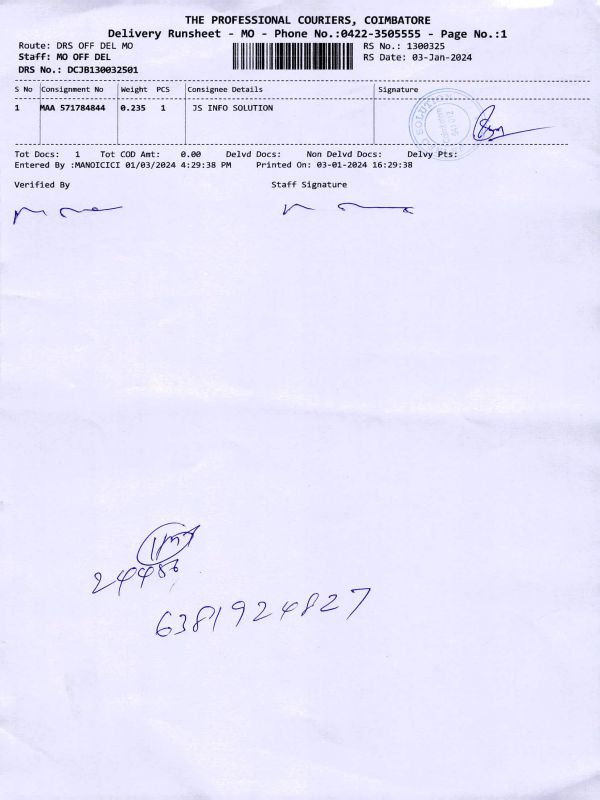 THE PROFESSIONAL COURIERS, COIMBATORE
Delivery Runsheet - MO - Phone No.:0422-3505555 - Page No.:1
Route: DRS OFF DEL MO RS No.: 1300325
Staff: MO OFF DEL RS Date: 03-Jan-2024
DRS No.: DCJB130032501
S No Consignment No Weight PCS Consignee Details Signature
1 MAA 571784844 0.235 1 JS INFO SOLUTION
Tot Docs: 1 Tot COD Amt: 0.00 Delvd Docs: Non Delvd Docs: Delvy Pts:
Entered By :MANOICICI 01/03/2024 4:29:38 PM Printed On: 03-01-2024 16:29:38
Verified By Staff Signature
24486
6381924827